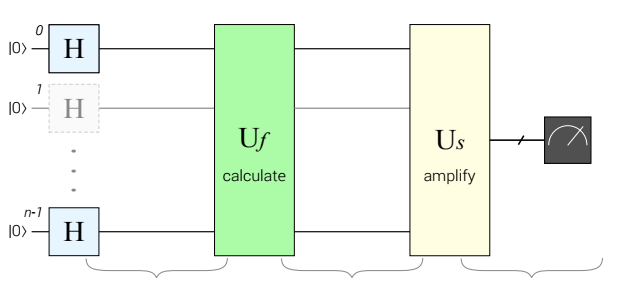 0
|0⟩ H
1
|0⟩ H
n-1
|0⟩ H
Uf
calculate
Us
amplify